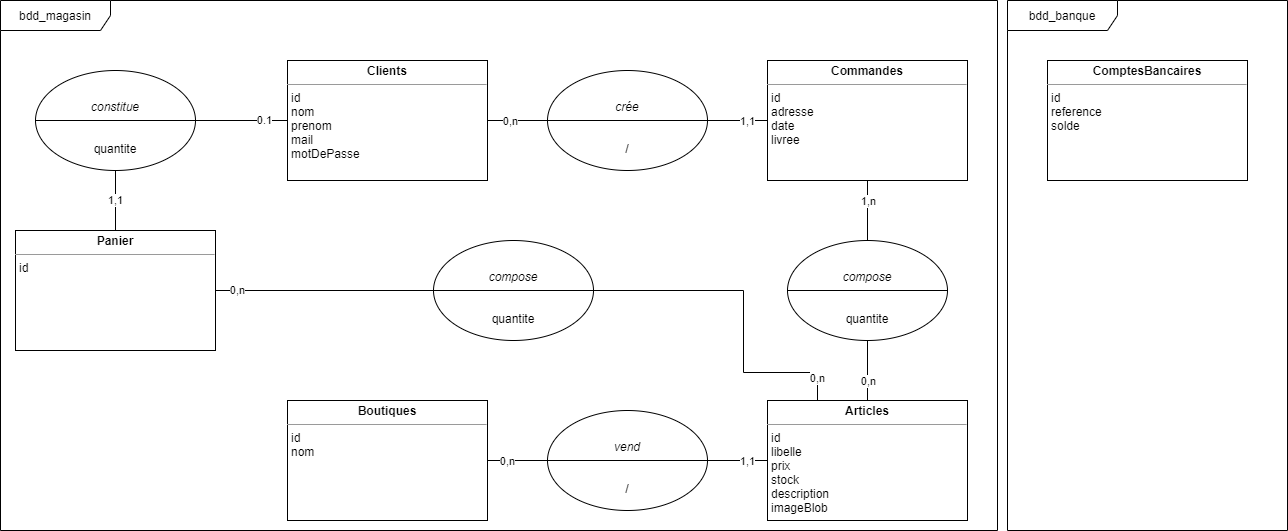 bdd_magasin
bdd_banque
Clients
id
nom
prenom
mail
motDePasse
Commandes
id
adresse
date
livree
ComptesBancaires
id
reference
solde
constitue
quantite
0.1
0,n
crée
/
1,1
1,1
1,n
Panier
id
0,n
compose
quantite
compose
quantite
0,n
0,n
Boutiques
id
nom
0,n
vend
/
1,1
Articles
id
libelle
prix
stock
description
imageBlob